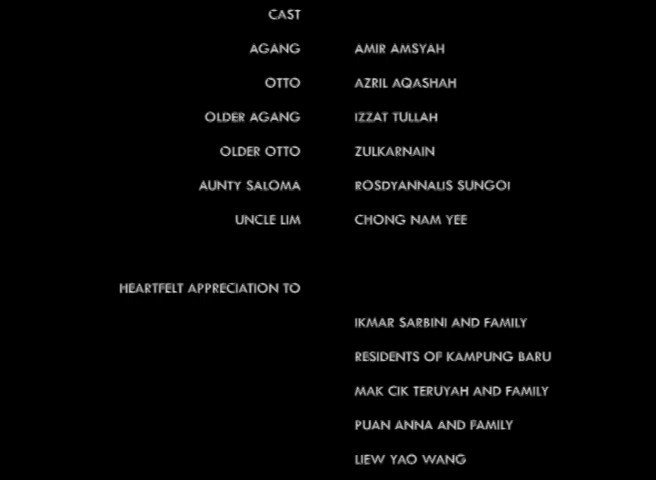 CAST
AGANG AMIR AMSYAH
OTTO AZRIL AQASHAH
OLDER AGANG IZZAT TULLAH
OLDER OTTO ZULKARNAIN
AUNTY SALOMA ROSDYANNALIS SUNGOI
UNCLE LIM CHONG NAM YEE
HEARTFELT APPRECIATION TO
IKMAR SARBINI AND FAMILY
RESIDENTS OF KAMPUNG BARU
MAK CIK TERUYAH AND FAMILY
PUAN ANNA AND FAMILY
LIEW YAO WANG